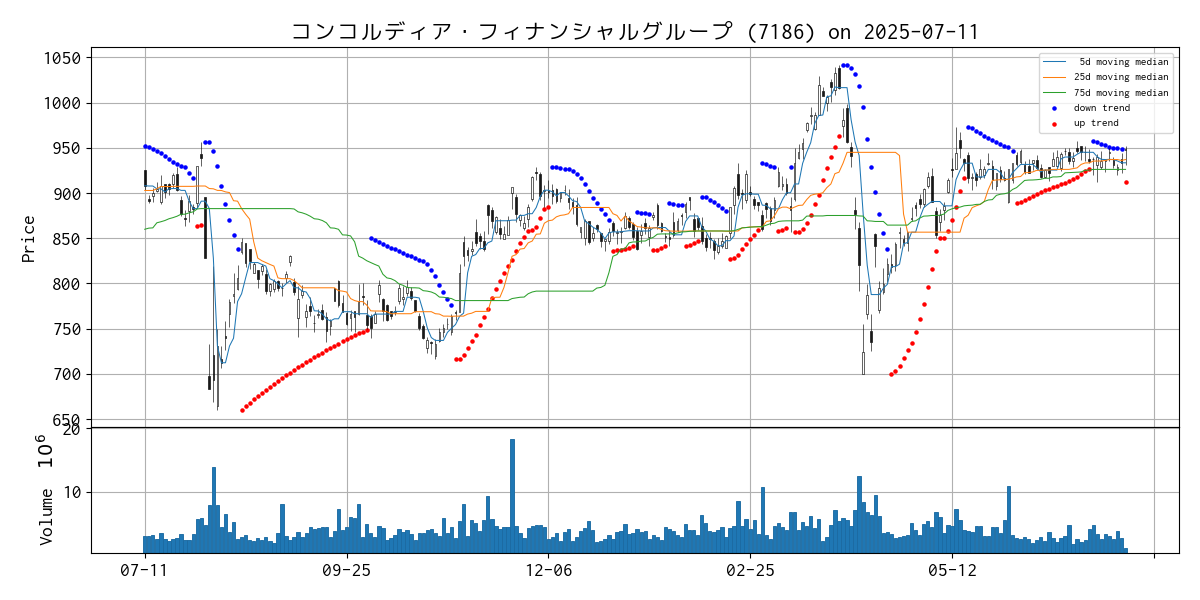 コンコルディア・フィナンシャルグループ (7186) on 2025-07-11
1050
1000
950
900
850
800
750
700
650
Price
5d moving median
25d moving median
75d moving median
down trend
up trend
20
10
Volume 10^6
07-11 09-25 12-06 02-25 05-12